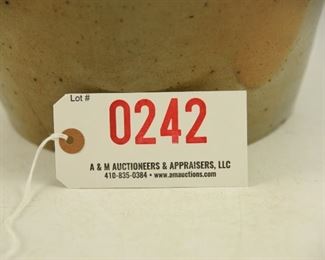 Lot #
0242
A & M AUCTIONEERS & APPRAISERS, LLC
410-835-0384 • www.amauctions.com